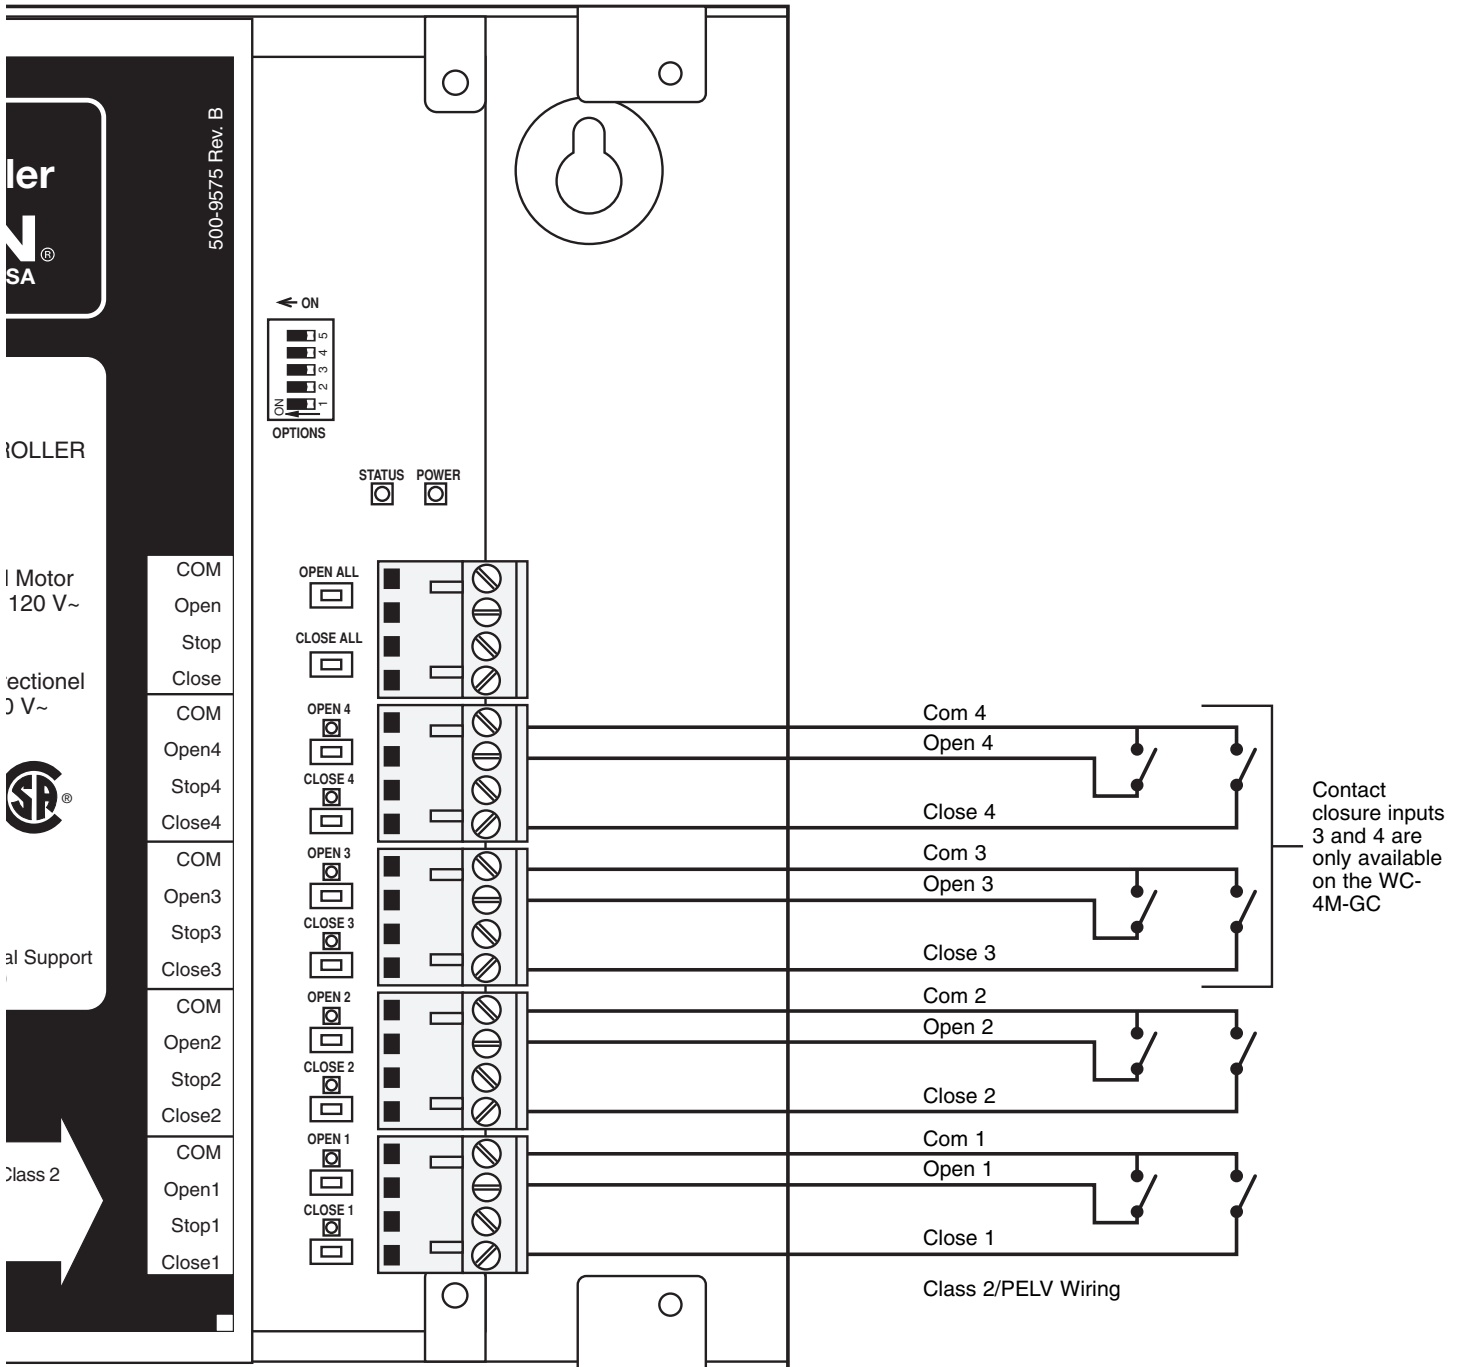 500-9575 Rev. B
ler
N®
SA
ROLLER
Motor
120 V~
ectionel
0 V~
SA ®
al Support
Class 2
COM
Open
Stop
Close
COM
Open4
Stop4
Close4
COM
Open3
Stop3
Close3
COM
Open2
Stop2
Close2
COM
Open1
Stop1
Close1
← ON
5
4
3
2
1
ON
OPTIONS
STATUS POWER
OPEN ALL
CLOSE ALL
OPEN 4
CLOSE 4
OPEN 3
CLOSE 3
OPEN 2
CLOSE 2
OPEN 1
CLOSE 1
Com 4
Open 4
Close 4
Com 3
Open 3
Close 3
Com 2
Open 2
Close 2
Com 1
Open 1
Close 1
Class 2/PELV Wiring
Contact
closure inputs
3 and 4 are
only available
on the WC-
4M-GC